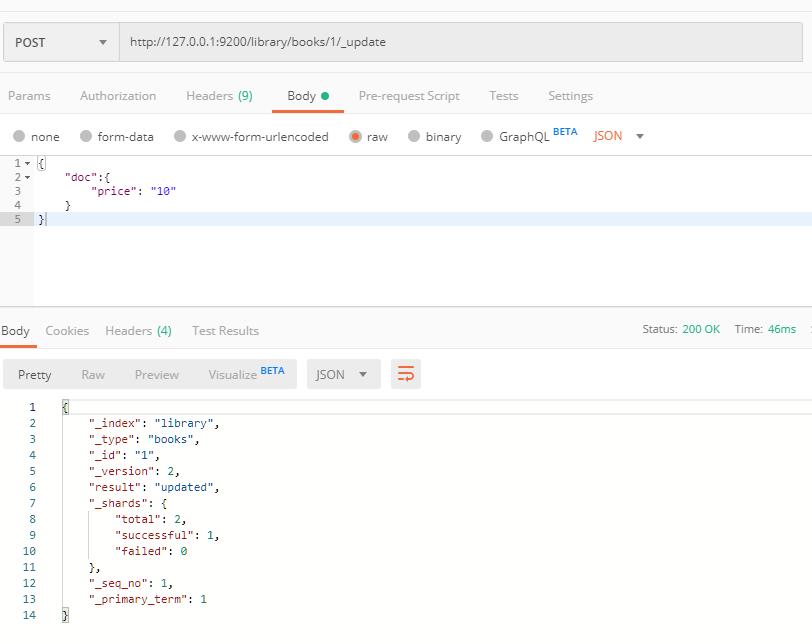 POST http://127.0.0.1:9200/library/books/1/_update
Params Authorization Headers (9) Body Pre-request Script Tests Settings
none form-data x-www-form-urlencoded raw binary GraphQL BETA JSON
1 {
2 "doc":{
3 "price": "10"
4 }
5 }
Body Cookies Headers (4) Test Results Status: 200 OK Time: 46ms
Pretty Raw Preview Visualize BETA JSON
1 {
2 "_index": "library",
3 "_type": "books",
4 "_id": "1",
5 "_version": 2,
6 "result": "updated",
7 "_shards": {
8 "total": 2,
9 "successful": 1,
10 "failed": 0
11 },
12 "_seq_no": 1,
13 "_primary_term": 1
14 }